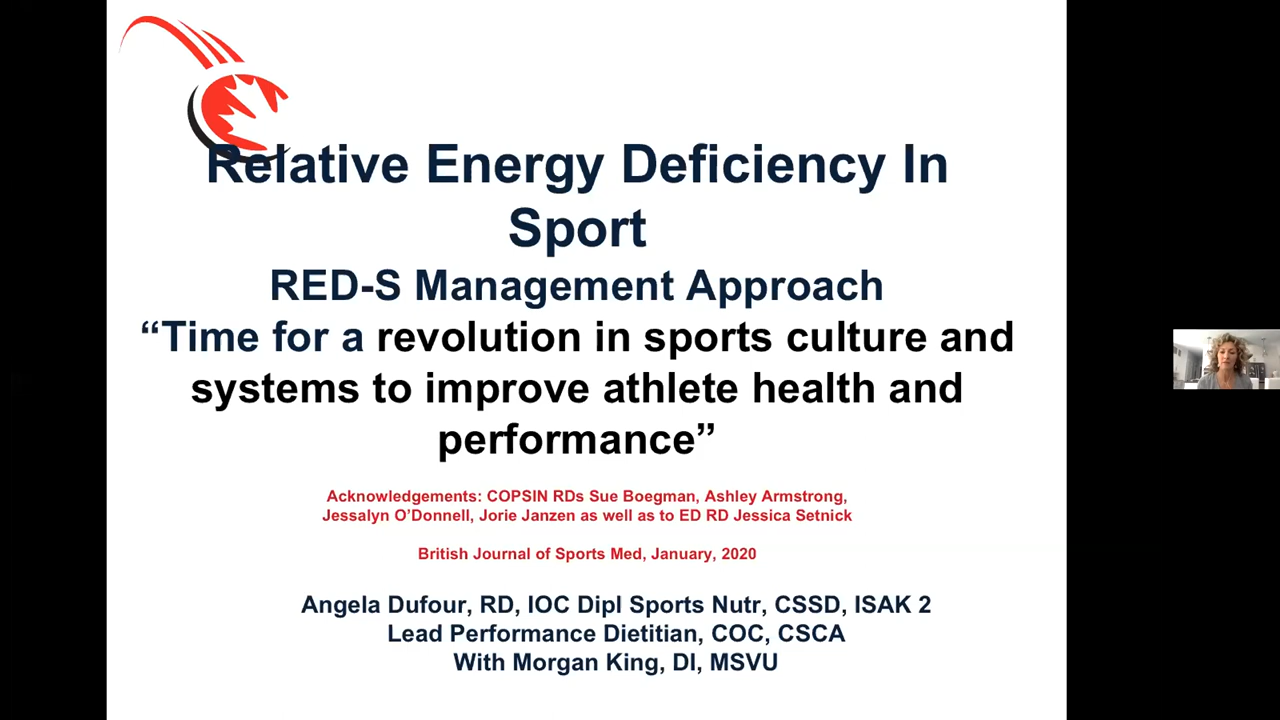 Relative Energy Deficiency In
Sport
RED-S Management Approach
“Time for a revolution in sports culture and
systems to improve athlete health and
performance”
Acknowledgements: COPSIN RDs Sue Boegman, Ashley Armstrong,
Jessalyn O’Donnell, Jorie Janzen as well as to ED RD Jessica Setnick
British Journal of Sports Med, January, 2020
Angela Dufour, RD, IOC Dipl Sports Nutr, CSSD, ISAK 2
Lead Performance Dietitian, COC, CSCA
With Morgan King, DI, MSVU